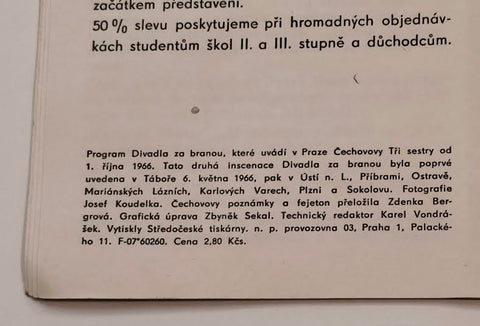 začátkem představení.
50 % slevu poskytujeme při hromadných objednáv-
kách studentům škol II. a III. stupně a důchodcům.
Program Divadla za branou, které uvádí v Praze Čechovovy Tři sestry od
1. října 1966. Tato druhá inscenace Divadla za branou byla poprvé
uvedena v Táboře 6. května 1966, pak v Ústí n. L., Příbrami, Ostravě,
Mariánských Lázních, Karlových Varech, Plzni a Sokolovu. Fotografie
Josef Koudelka. Čechovovy poznámky a fejeton přeložila Zdenka Ber-
grová. Grafická úprava Zbyněk Sekal. Technický redaktor Karel Vondrá-
šek. Vytiskly Středočeské tiskárny. n. p. provozovna 03, Praha 1, Palacké-
ho 11. F-07*60260. Cena 2,80 Kčs.